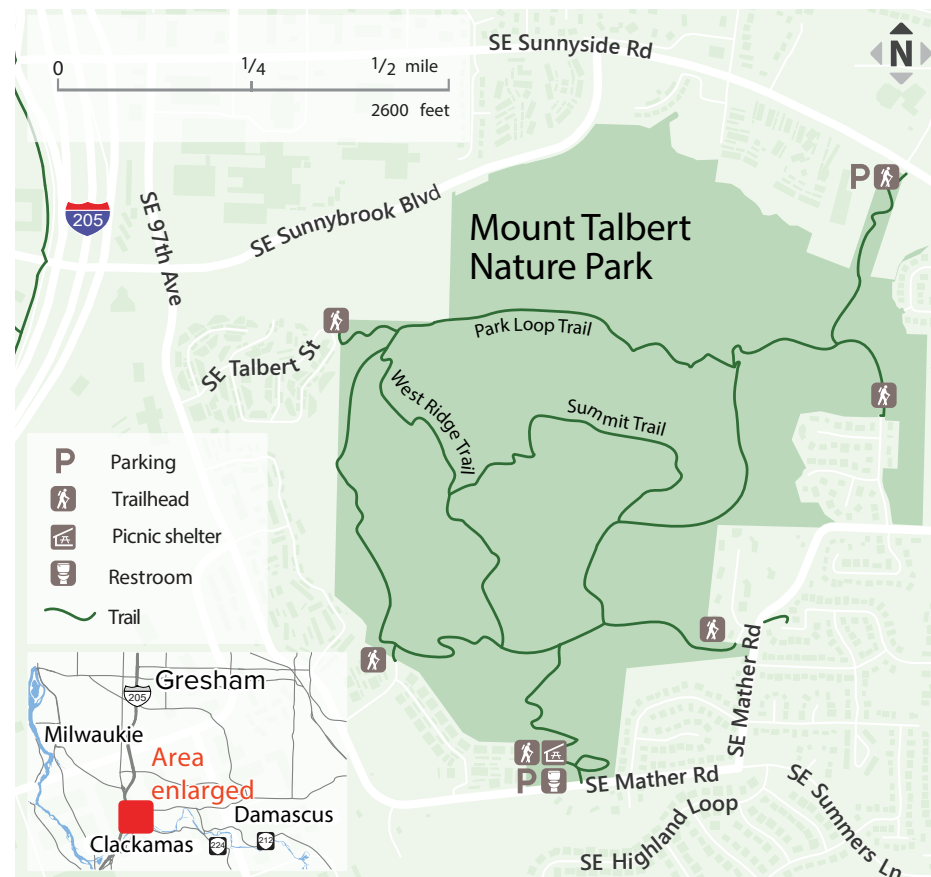 SE Sunnyside Rd
N
0 1/4 1/2 mile
2600 feet
P
205
SE 97th Ave
SE Sunnybrook Blvd
Mount Talbert
Nature Park
Park Loop Trail
SE Talbert St
West Ridge Trail
Summit Trail
P Parking
Trailhead
Picnic shelter
Restroom
Trail
SE Mather Rd
P
SE Mather Rd
SE Highland Loop
SE Summers Ln
205
Gresham
Milwaukie
Area
enlarged
Damascus
Clackamas
224
212